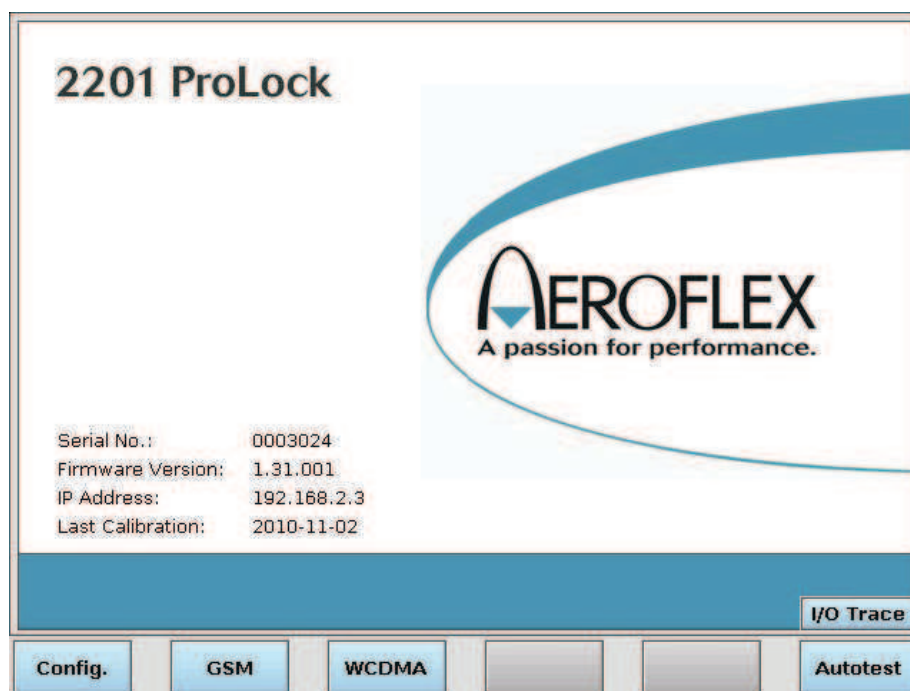 2201 ProLock
AEROFLEX
A passion for performance.
Serial No.: 0003024
Firmware Version: 1.31.001
IP Address: 192.168.2.3
Last Calibration: 2010-11-02
I/O Trace
Config. GSM WCDMA Autotest